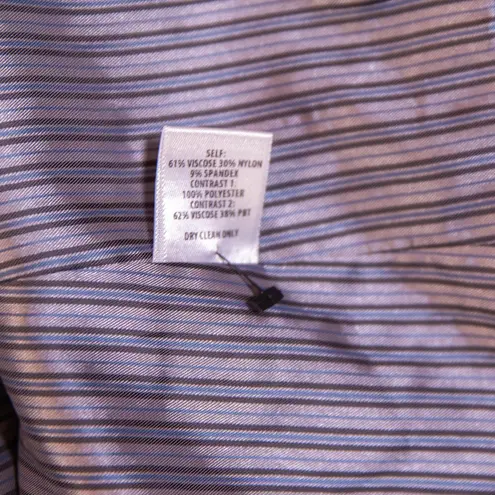 SELF:
61% VISCOSE 30% NYLON
9% SPANDEX
CONTRAST 1:
100% POLYESTER
CONTRAST 2:
62% VISCOSE 38% PBT
DRY CLEAN ONLY